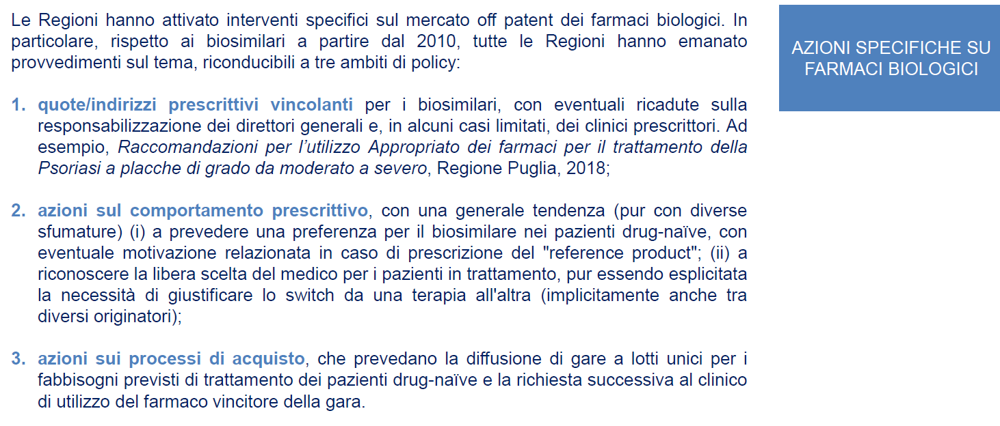 Le Regioni hanno attivato interventi specifici sul mercato off patent dei farmaci biologici. In
particolare, rispetto ai biosimilari a partire dal 2010, tutte le Regioni hanno emanato
provvedimenti sul tema, riconducibili a tre ambiti di policy:
1. quote/indirizzi prescrittivi vincolanti per i biosimilari, con eventuali ricadute sulla
responsabilizzazione dei direttori generali e, in alcuni casi limitati, dei clinici prescrittori. Ad
esempio, Raccomandazioni per l’utilizzo Appropriato dei farmaci per il trattamento della
Psoriasi a placche di grado da moderato a severo, Regione Puglia, 2018;
2. azioni sul comportamento prescrittivo, con una generale tendenza (pur con diverse
sfumature) (i) a prevedere una preferenza per il biosimilare nei pazienti drug-naïve, con
eventuale motivazione relazionata in caso di prescrizione del "reference product"; (ii) a
riconoscere la libera scelta del medico per i pazienti in trattamento, pur essendo esplicitata
la necessità di giustificare lo switch da una terapia all'altra (implicitamente anche tra
diversi originatori);
3. azioni sui processi di acquisto, che prevedano la diffusione di gare a lotti unici per i
fabbisogni previsti di trattamento dei pazienti drug-naïve e la richiesta successiva al clinico
di utilizzo del farmaco vincitore della gara.
AZIONI SPECIFICHE SU
FARMACI BIOLOGICI